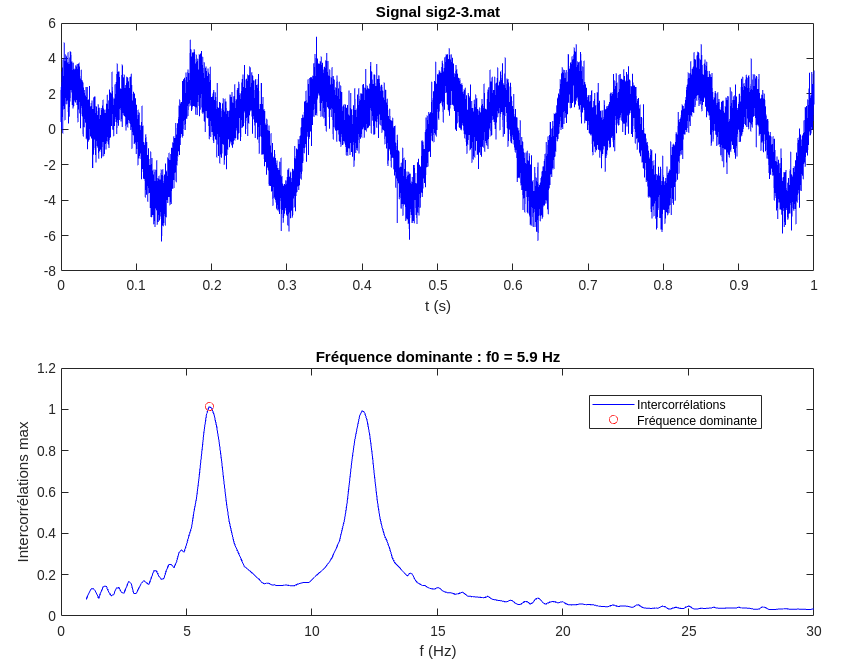 Signal sig2-3.mat
6
4
2
0
-2
-4
-6
-8
0 0.1 0.2 0.3 0.4 0.5 0.6 0.7 0.8 0.9 1
t (s)
Fréquence dominante : f0 = 5.9 Hz
Intercorrélations max
1.2
1
0.8
0.6
0.4
0.2
0
Intercorrélations
Fréquence dominante
0 5 10 15 20 25 30
f (Hz)